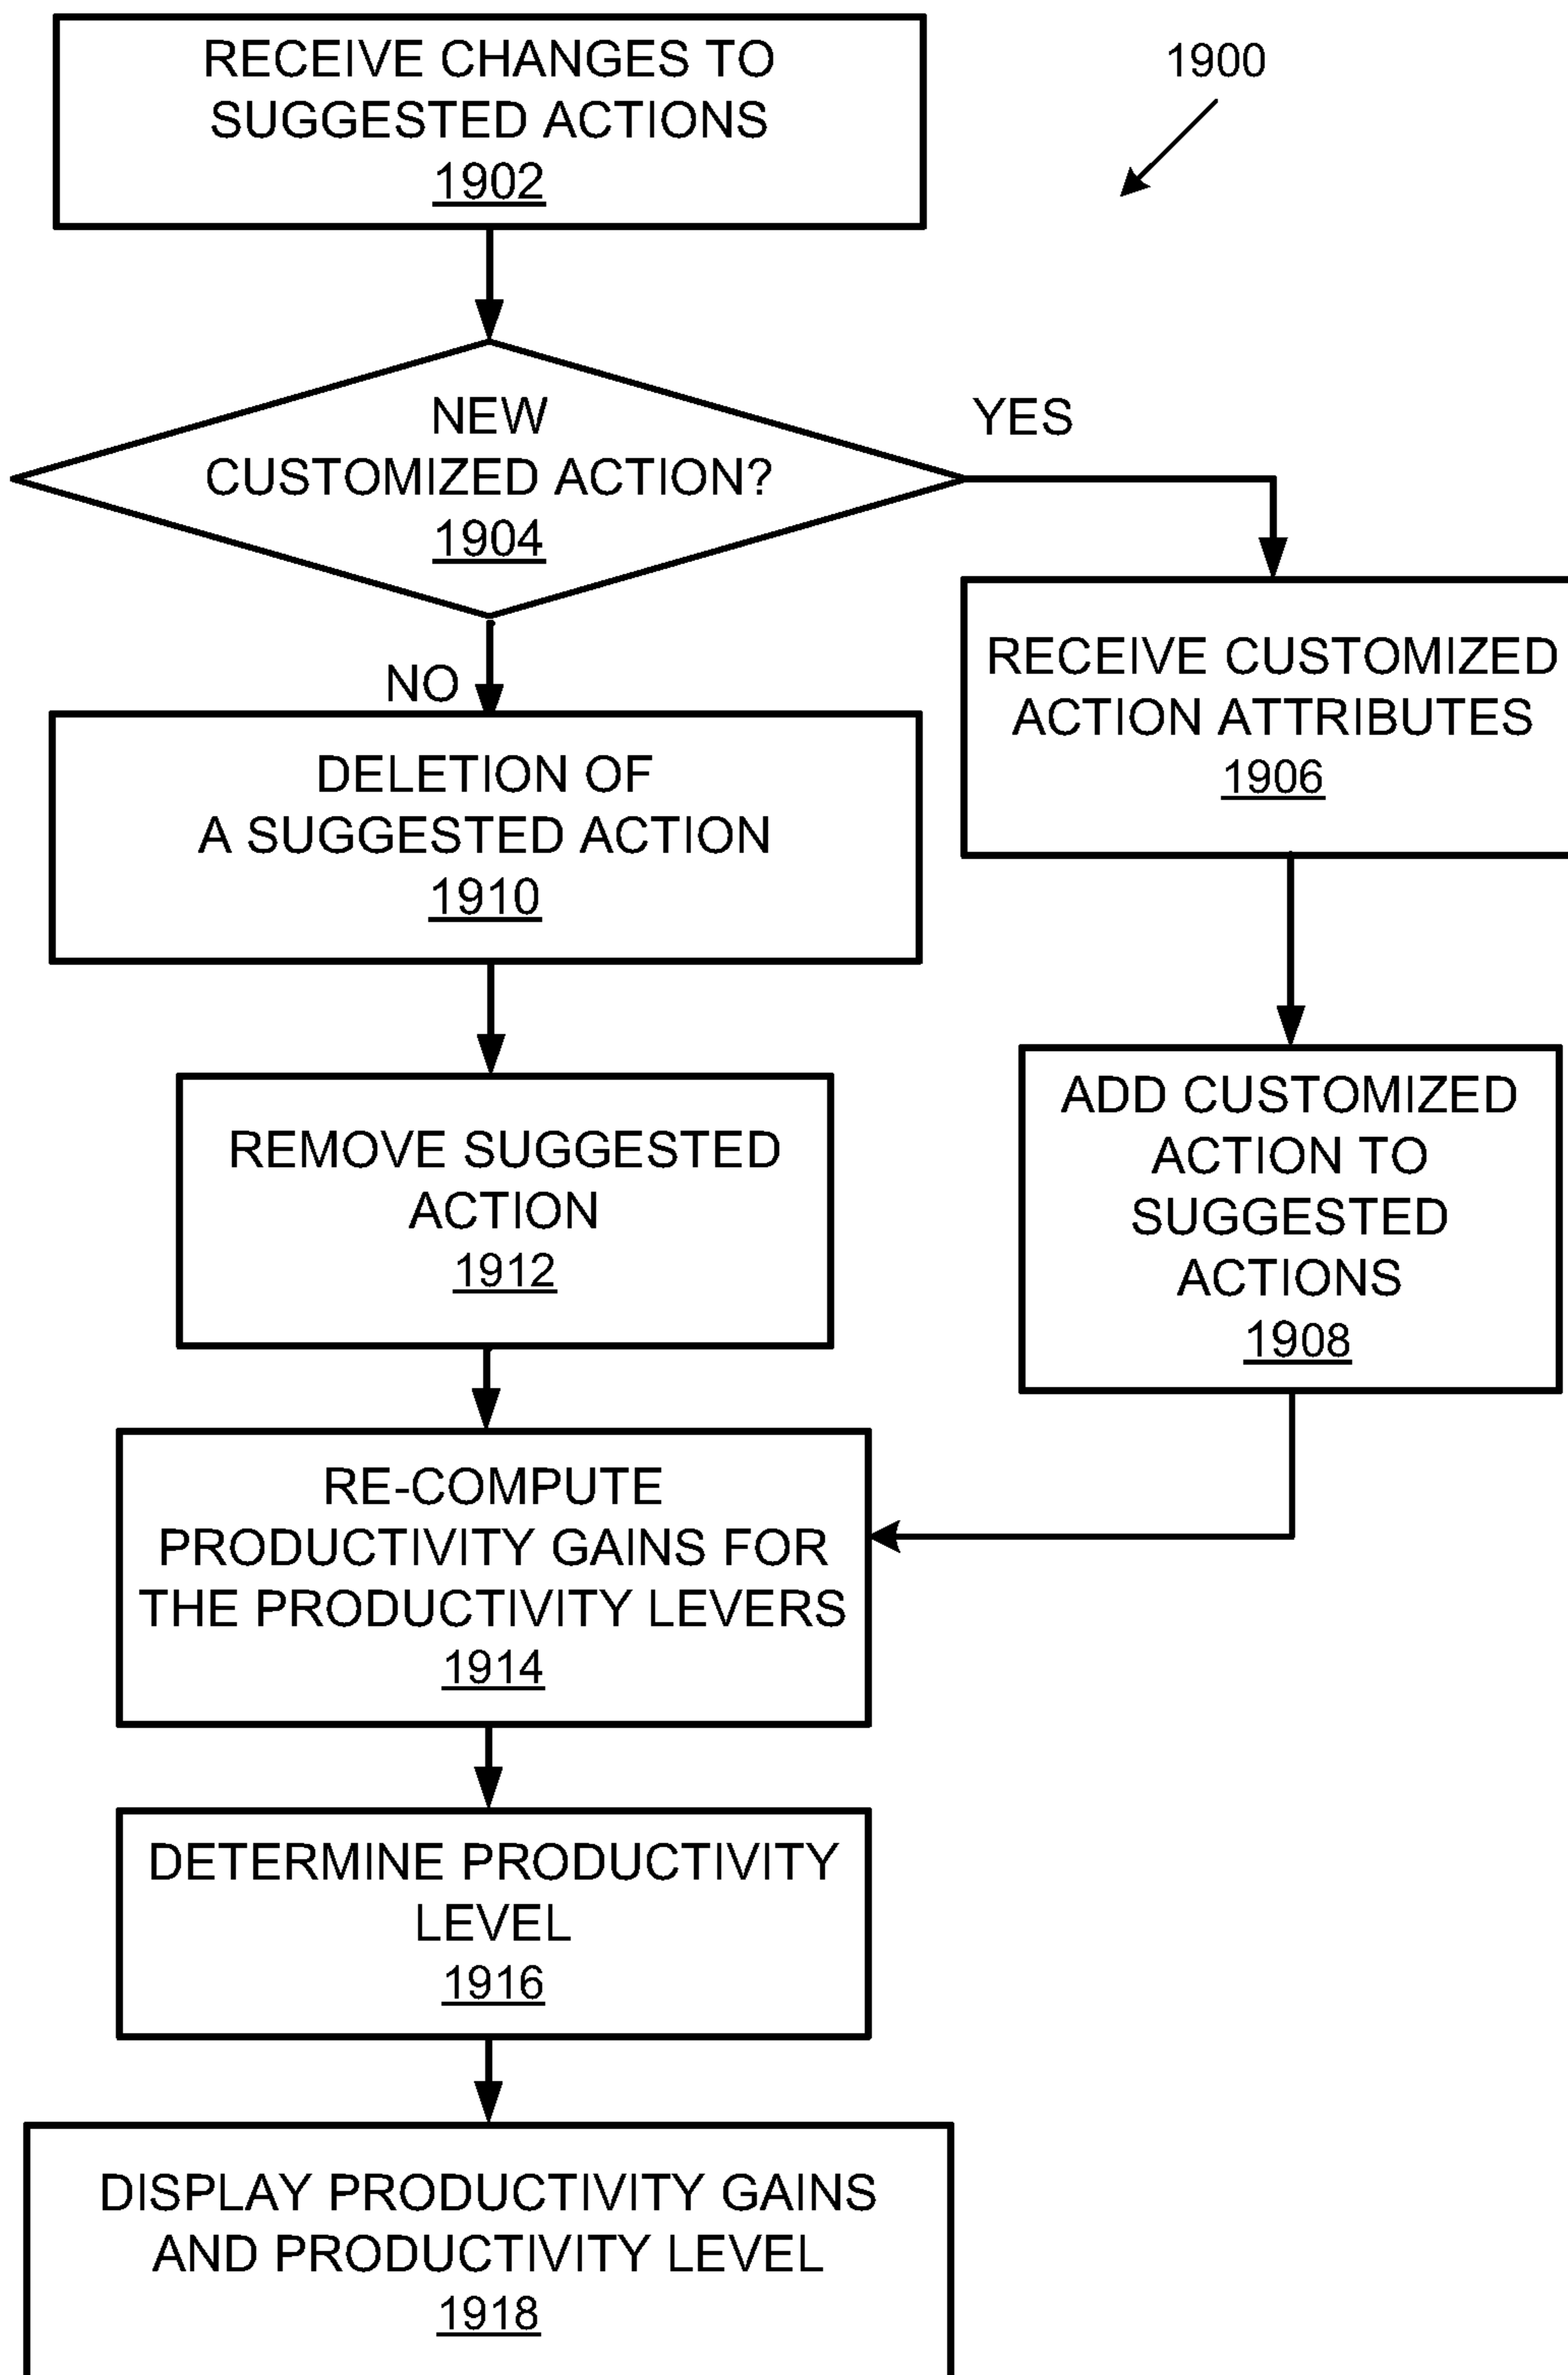 RECEIVE CHANGES TO
SUGGESTED ACTIONS
1902
1900
NEW
CUSTOMIZED ACTION?
1904
YES
NO
RECEIVE CUSTOMIZED
ACTION ATTRIBUTES
1906
DELETION OF
A SUGGESTED ACTION
1910
ADD CUSTOMIZED
ACTION TO
SUGGESTED
ACTIONS
1908
REMOVE SUGGESTED
ACTION
1912
RE-COMPUTE
PRODUCTIVITY GAINS FOR
THE PRODUCTIVITY LEVERS
1914
DETERMINE PRODUCTIVITY
LEVEL
1916
DISPLAY PRODUCTIVITY GAINS
AND PRODUCTIVITY LEVEL
1918